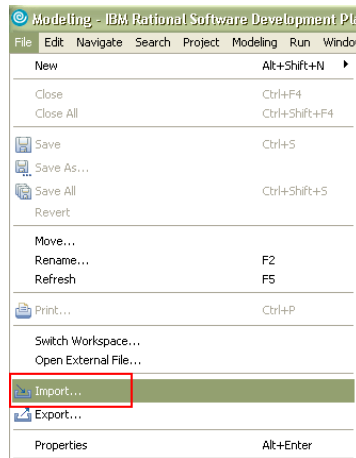 Modeling - IBM Rational Software Development Pl
File Edit Navigate Search Project Modeling Run Windo
New Alt+Shift+N
Close Ctrl+F4
Close All Ctrl+Shift+F4
Save Ctrl+S
Save As...
Save All Ctrl+Shift+S
Revert
Move...
Rename... F2
Refresh F5
Print... Ctrl+P
Switch Workspace...
Open External File...
Import...
Export...
Properties Alt+Enter